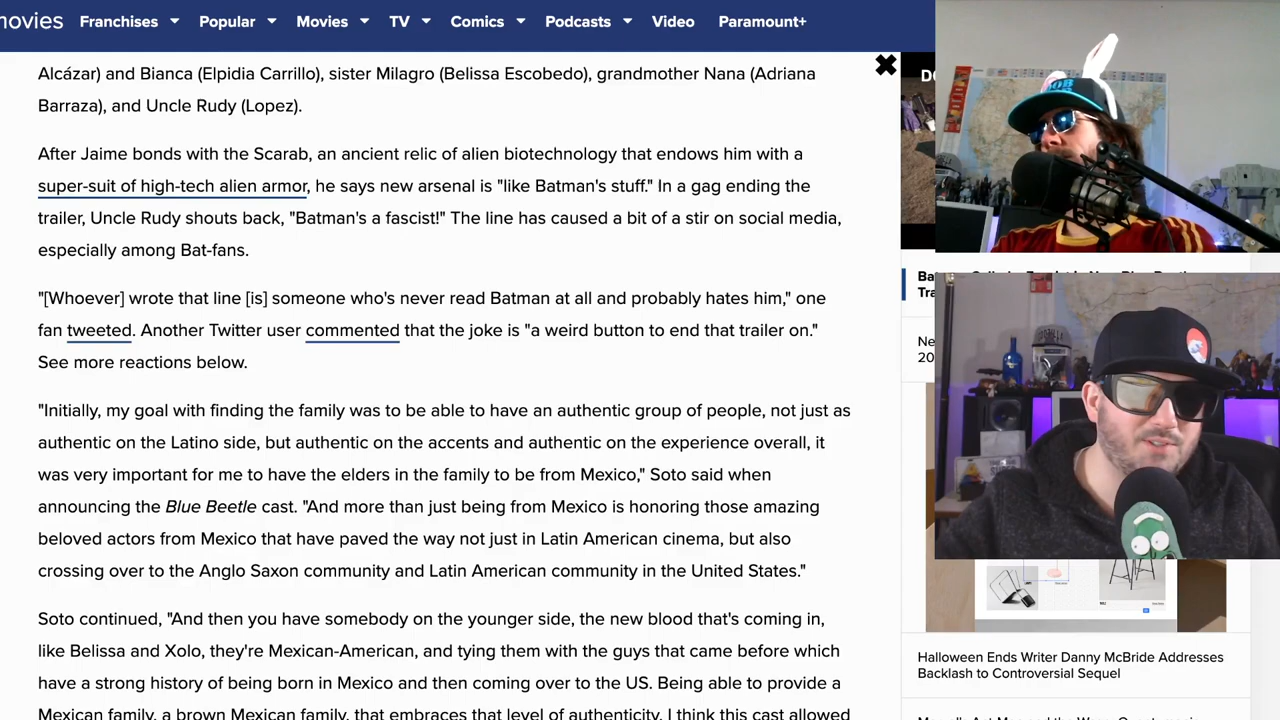 movies Franchises Popular Movies TV Comics Podcasts Video Paramount+
Alcázar) and Bianca (Elpidia Carrillo), sister Milagro (Belissa Escobedo), grandmother Nana (Adriana
Barraza), and Uncle Rudy (Lopez).
After Jaime bonds with the Scarab, an ancient relic of alien biotechnology that endows him with a
super-suit of high-tech alien armor, he says new arsenal is "like Batman's stuff." In a gag ending the
trailer, Uncle Rudy shouts back, "Batman's a fascist!" The line has caused a bit of a stir on social media,
especially among Bat-fans.
"[Whoever] wrote that line [is] someone who's never read Batman at all and probably hates him," one
fan tweeted. Another Twitter user commented that the joke is "a weird button to end that trailer on."
See more reactions below.
"Initially, my goal with finding the family was to be able to have an authentic group of people, not just as
authentic on the Latino side, but authentic on the accents and authentic on the experience overall, it
was very important for me to have the elders in the family to be from Mexico," Soto said when
announcing the Blue Beetle cast. "And more than just being from Mexico is honoring those amazing
beloved actors from Mexico that have paved the way not just in Latin American cinema, but also
crossing over to the Anglo Saxon community and Latin American community in the United States."
Soto continued, "And then you have somebody on the younger side, the new blood that's coming in,
like Belissa and Xolo, they're Mexican-American, and tying them with the guys that came before which
have a strong history of being born in Mexico and then coming over to the US. Being able to provide a
Mexican family, a brown Mexican family, that embraces that level of authenticity, I think this cast allowed
Halloween Ends Writer Danny McBride Addresses
Backlash to Controversial Sequel